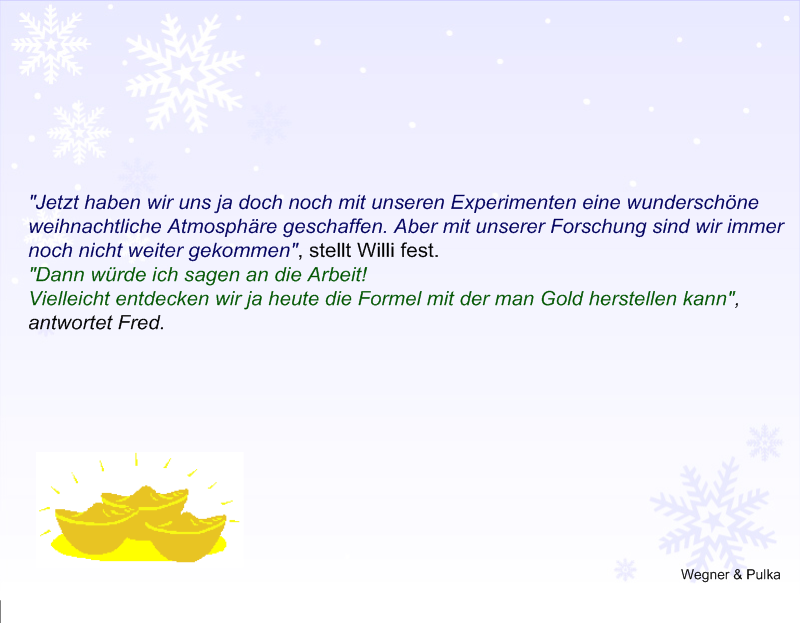 "Jetzt haben wir uns ja doch noch mit unseren Experimenten eine wunderschöne
weihnachtliche Atmosphäre geschaffen. Aber mit unserer Forschung sind wir immer
noch nicht weiter gekommen", stellt Willi fest.
"Dann würde ich sagen an die Arbeit!
Vielleicht entdecken wir ja heute die Formel mit der man Gold herstellen kann",
antwortet Fred.
Wegner & Pulka